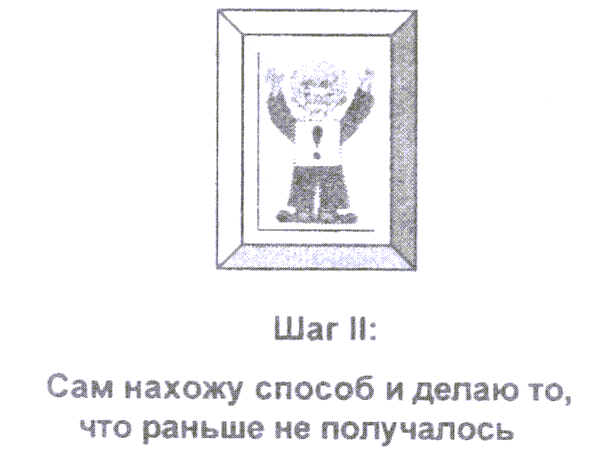 !
Шаг II:
Сам нахожу способ и делаю то,
что раньше не получалось